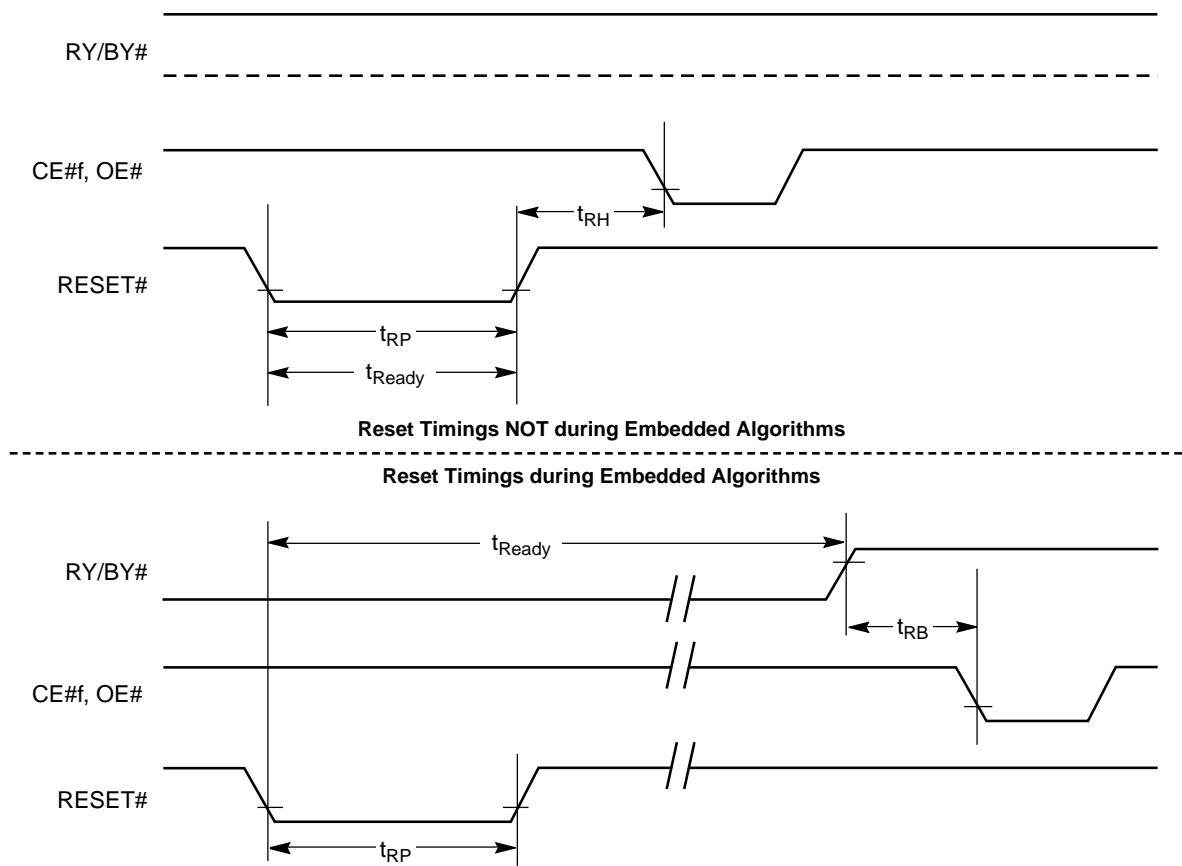 RY/BY#
CE#f, OE#
tRH
RESET#
tRP
tReady
Reset Timings NOT during Embedded Algorithms
Reset Timings during Embedded Algorithms
tReady
RY/BY#
tRB
CE#f, OE#
RESET#
tRP